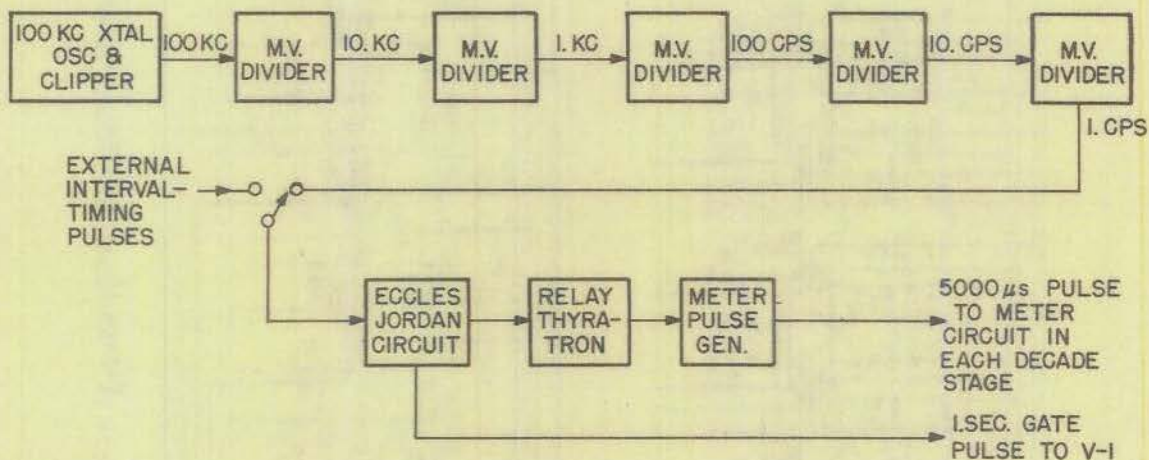 100 KC XTAL
OSC &
CLIPPER
100 KC
M.V.
DIVIDER
10. KC
M.V.
DIVIDER
1. KC
M.V.
DIVIDER
100 CPS
M.V.
DIVIDER
10. CPS
M.V.
DIVIDER
1. CPS
EXTERNAL
INTERVAL-
TIMING
PULSES
ECCLES
JORDAN
CIRCUIT
RELAY
THYRA-
TRON
METER
PULSE
GEN.
5000 μs PULSE
TO METER
CIRCUIT IN
EACH DECADE
STAGE
1. SEC. GATE
PULSE TO V-1